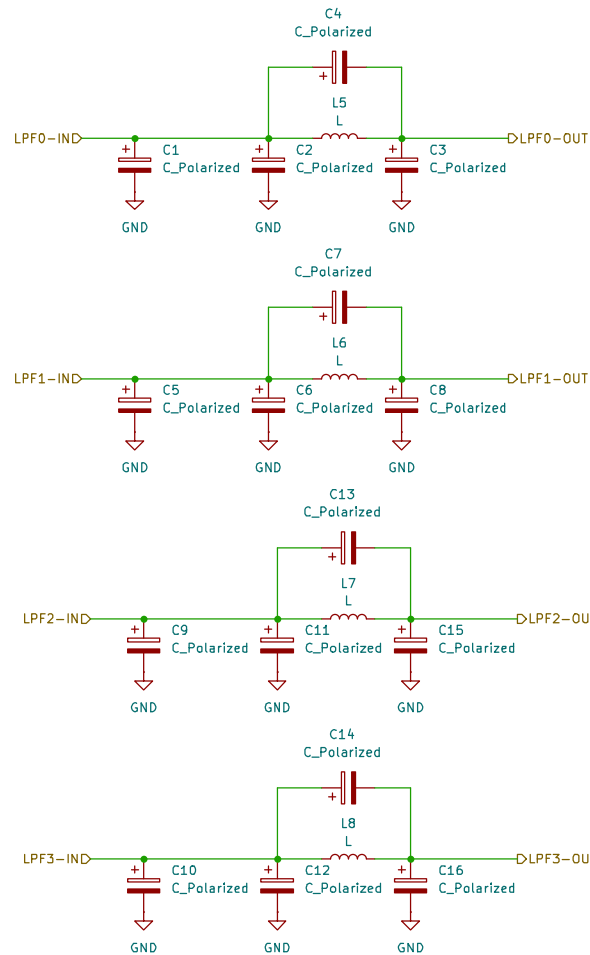 C4
C_Polarized
L5
L
LPF0-IN
LPF0-OUT
C1
C_Polarized
C2
C_Polarized
C3
C_Polarized
GND
GND
GND
C7
C_Polarized
L6
L
LPF1-IN
LPF1-OUT
C5
C_Polarized
C6
C_Polarized
C8
C_Polarized
GND
GND
GND
C13
C_Polarized
L7
L
LPF2-IN
LPF2-OU
C9
C_Polarized
C11
C_Polarized
C15
C_Polarized
GND
GND
GND
C14
C_Polarized
L8
L
LPF3-IN
LPF3-OU
C10
C_Polarized
C12
C_Polarized
C16
C_Polarized
GND
GND
GND